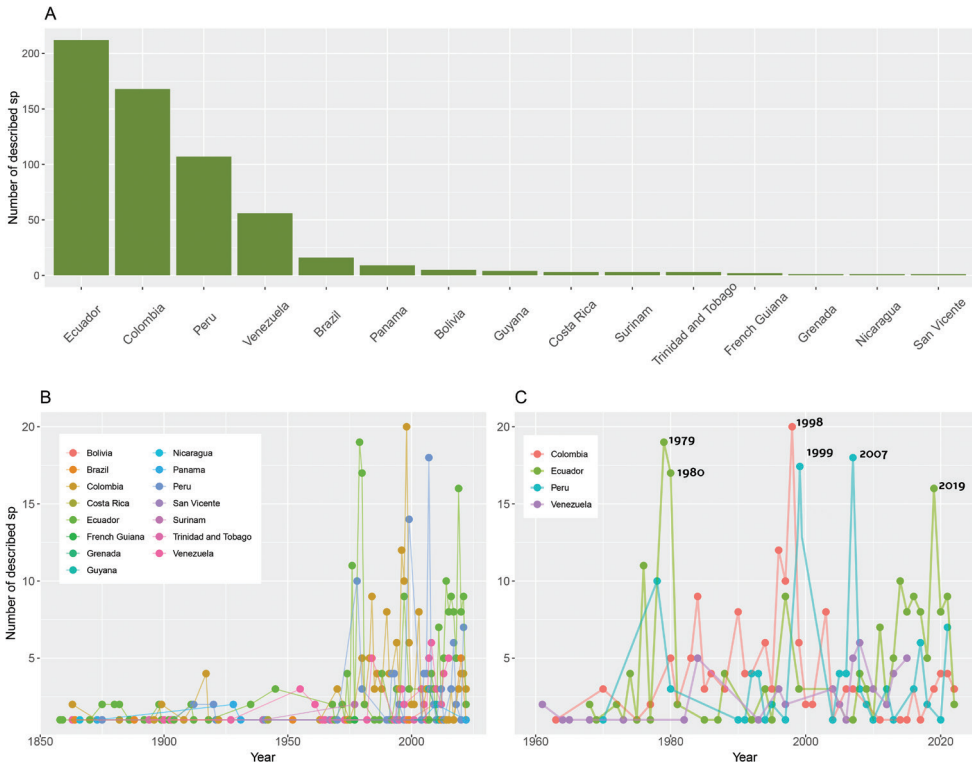 A
Number of described sp
200
150
100
50
0
Ecuador
Colombia
Peru
Venezuela
Brazil
Panama
Bolivia
Guyana
Costa Rica
Surinam
Trinidad and Tobago
French Guiana
Grenada
Nicaragua
San Vicente
B
Number of described sp
20
15
10
5
Bolivia
Brazil
Colombia
Costa Rica
Ecuador
French Guiana
Grenada
Guyana
Nicaragua
Panama
Peru
San Vicente
Surinam
Trinidad and Tobago
Venezuela
1850
1900
1950
2000
Year
C
20
15
10
5
Colombia
Ecuador
Peru
Venezuela
1979
1980
1998
1999
2007
2019
1960
1980
2000
2020
Year